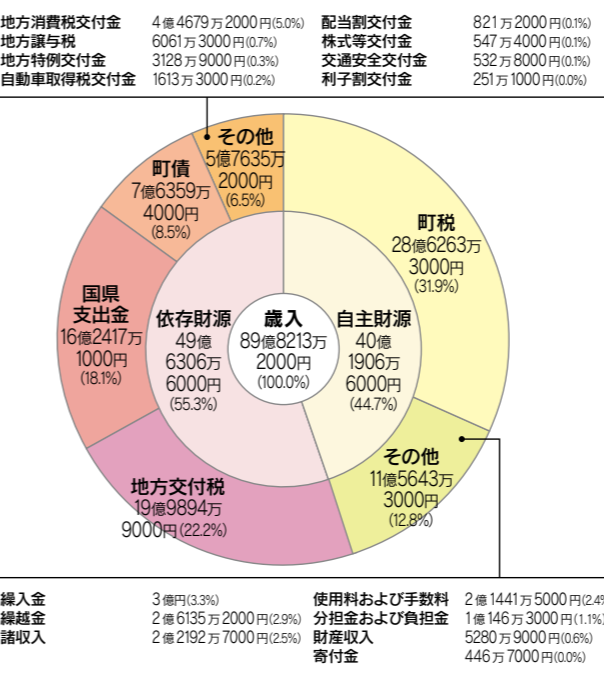 地方消費税交付金 4億4679万2000円(5.0%) 配当割交付金 821万2000円(0.1%)
地方譲与税 6061万3000円(0.7%) 株式等交付金 547万4000円(0.1%)
地方特例交付金 3128万9000円(0.3%) 交通安全交付金 532万8000円(0.1%)
自動車取得税交付金 1613万3000円(0.2%) 利子割交付金 251万1000円(0.0%)
その他
5億7635万
2000円
(6.5%)
町債
7億6359万
4000円
(8.5%)
町税
28億6263万
3000円
(31.9%)
国県
支出金
16億2417万
1000円
(18.1%)
依存財源
49億
6306万
6000円
(55.3%)
歳入
89億8213万
2000円
(100.0%)
自主財源
40億
1906万
6000円
(44.7%)
その他
11億5643万
3000円
(12.8%)
地方交付税
19億9894万
9000円(22.2%)
繰入金 3億円(3.3%) 使用料および手数料 2億1441万5000円(2.4%
繰越金 2億6135万2000円(2.9%) 分担金および負担金 1億146万3000円(1.1%)
諸収入 2億2192万7000円(2.5%) 財産収入 5280万9000円(0.6%)
寄付金 446万7000円(0.0%)